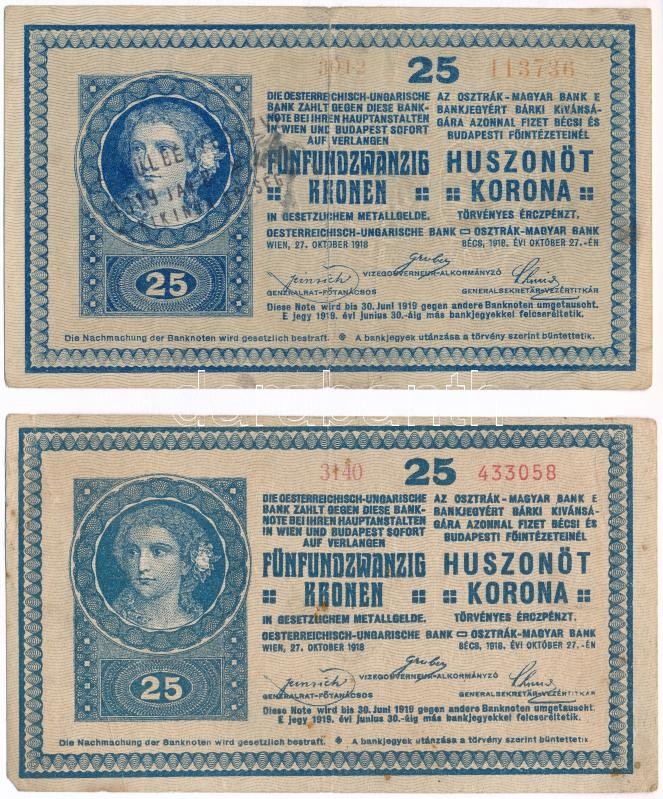 3012 25 113736
DIE OESTERREICHISCH-UNGARISCHE
BANK ZAHLT GEGEN DIESE BANK-
NOTE BEI IHREN HAUPTANSTALTEN
IN WIEN UND BUDAPEST SOFORT
AUF VERLANGEN
FÜNFUNDZWANZIG
KRONEN
IN GESETZLICHEM METALLGELDE.
OESTERREICHISCH-UNGARISCHE BANK
WIEN, 27. OKTOBER 1918
AZ OSZTRÁK-MAGYAR BANK E
BANKJEGYÉRT BÁRKI KIVÁNSÁ-
GÁRA AZONNAL FIZET BÉCSI ÉS
BUDAPESTI FŐINTÉZETEINÉL
HUSZONÖT
KORONA
TÖRVÉNYES ÉRCZPÉNZT.
OSZTRÁK-MAGYAR BANK
BÉCS, 1918. ÉVI OKTÓBER 27.-ÉN
VIZEGOUVERNEUR-ALKORMÁNYZÓ
GENERALRAT-FŐTANÁCSOS
GENERALSEKRETÄR-VEZÉRTITKÁR
25
Diese Note wird bis 30. Juni 1919 gegen andere Banknoten umgetauscht.
E jegy 1919. évi junius 30.-áig más bankjegyekkel felcseréltetik.
Die Nachmachung der Banknoten wird gesetzlich bestraft. A bankjegyek utánzása a törvény szerint büntettetik.
darabanth
3140 25 433058
DIE OESTERREICHISCH-UNGARISCHE
BANK ZAHLT GEGEN DIESE BANK-
NOTE BEI IHREN HAUPTANSTALTEN
IN WIEN UND BUDAPEST SOFORT
AUF VERLANGEN
FÜNFUNDZWANZIG
KRONEN
IN GESETZLICHEM METALLGELDE.
OESTERREICHISCH-UNGARISCHE BANK
WIEN, 27. OKTOBER 1918
AZ OSZTRÁK-MAGYAR BANK E
BANKJEGYÉRT BÁRKI KIVÁNSÁ-
GÁRA AZONNAL FIZET BÉCSI ÉS
BUDAPESTI FŐINTÉZETEINÉL
HUSZONÖT
KORONA
TÖRVÉNYES ÉRCZPÉNZT.
OSZTRÁK-MAGYAR BANK
BÉCS, 1918. ÉVI OKTÓBER 27.-ÉN
VIZEGOUVERNEUR-ALKORMÁNYZÓ
GENERALRAT-FŐTANÁCSOS
GENERALSEKRETÄR-VEZÉRTITKÁR
25
Diese Note wird bis 30. Juni 1919 gegen andere Banknoten umgetauscht.
E jegy 1919. évi junius 30.-áig más bankjegyekkel felcseréltetik.
Die Nachmachung der Banknoten wird gesetzlich bestraft. A bankjegyek utánzása a törvény szerint büntettetik.